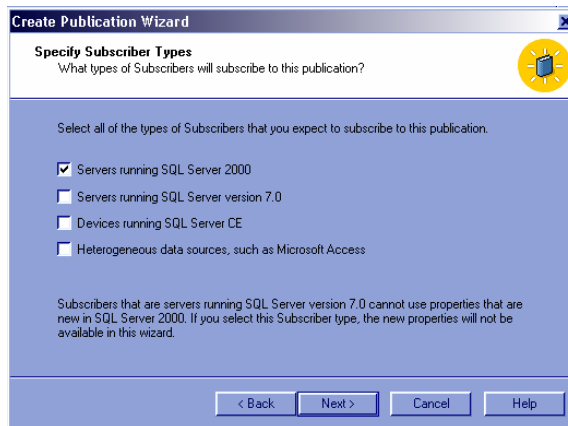 Create Publication Wizard
Specify Subscriber Types
What types of Subscribers will subscribe to this publication?
Select all of the types of Subscribers that you expect to subscribe to this publication.
Servers running SQL Server 2000
Servers running SQL Server version 7.0
Devices running SQL Server CE
Heterogeneous data sources, such as Microsoft Access
Subscribers that are servers running SQL Server version 7.0 cannot use properties that are
new in SQL Server 2000. If you select this Subscriber type, the new properties will not be
available in this wizard.
< Back Next > Cancel Help